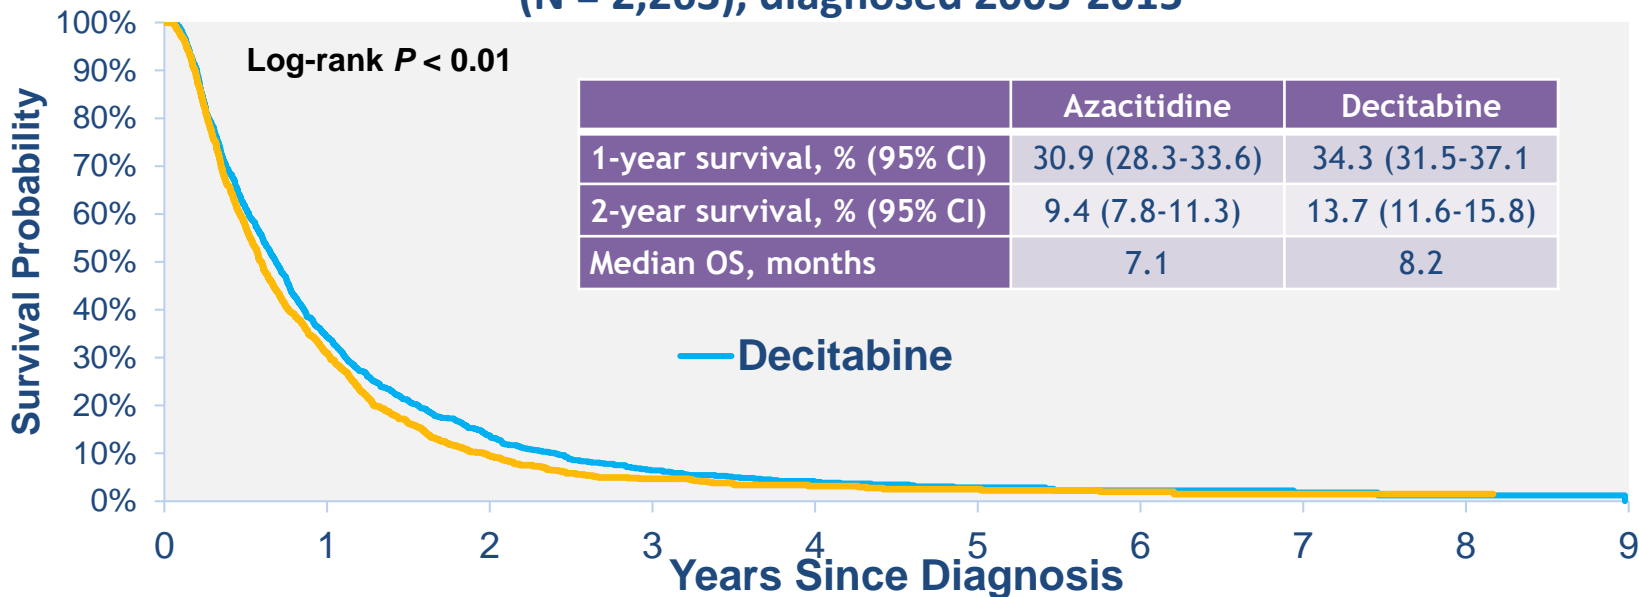 100%
90%
80%
70%
60%
50%
40%
30%
20%
10%
0%
Survival Probability
Log-rank P < 0.01
Azacitidine Decitabine
1-year survival, % (95% CI) 30.9 (28.3-33.6) 34.3 (31.5-37.1
2-year survival, % (95% CI) 9.4 (7.8-11.3) 13.7 (11.6-15.8)
Median OS, months 7.1 8.2
Decitabine
0 1 2 3 4 5 6 7 8 9
Years Since Diagnosis